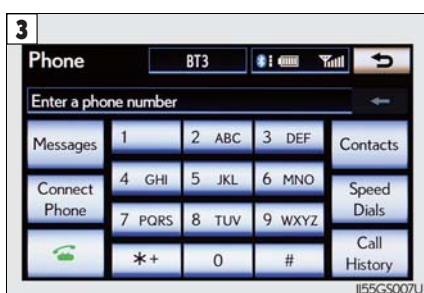 3
Phone BT3
Enter a phone number
Messages 1 2 ABC 3 DEF Contacts
Connect Phone 4 GHI 5 JKL 6 MNO Speed Dials
7 PQRS 8 TUV 9 WXYZ
*+ 0 # Call History
II55GS007U